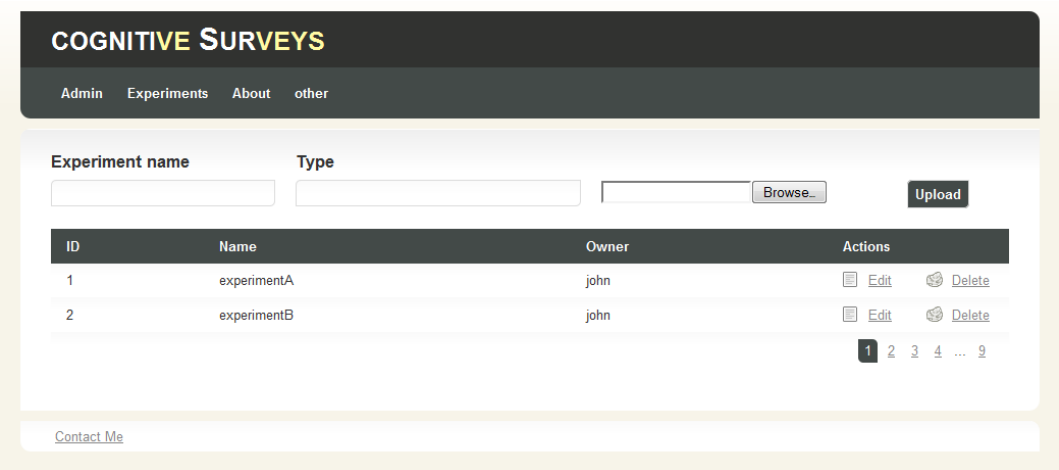 COGNITIVE SURVEYS
Admin Experiments About other
Experiment name Type
Browse... Upload
ID Name Owner Actions
1 experimentA john Edit Delete
2 experimentB john Edit Delete
1 2 3 4 ... 9
Contact Me